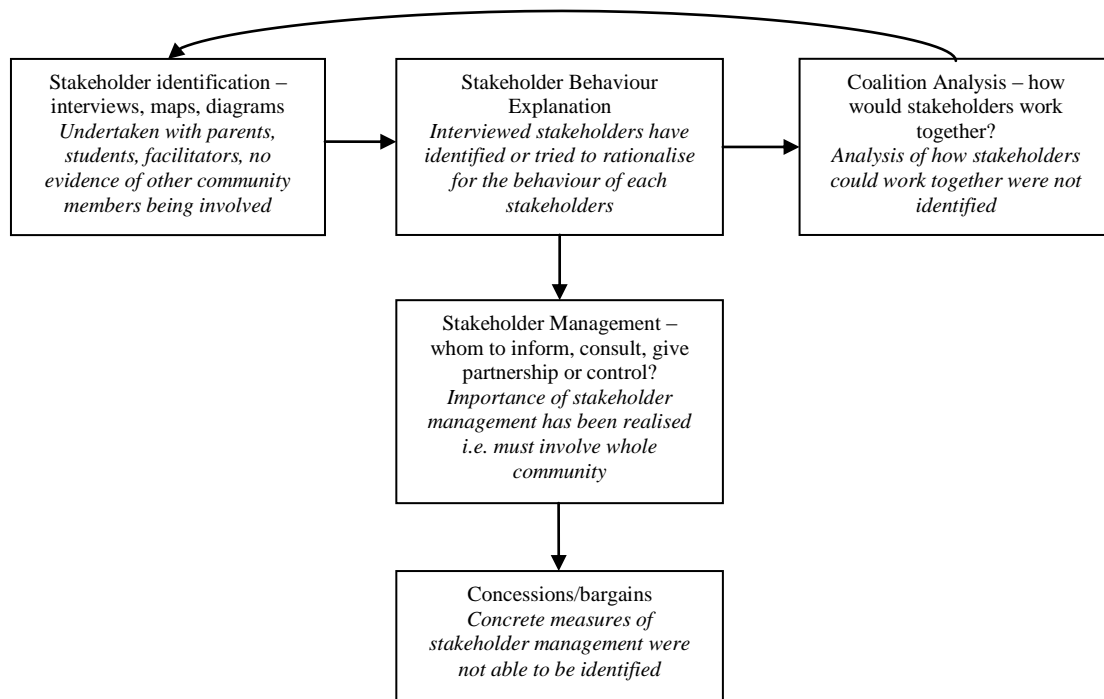 Stakeholder identification –
interviews, maps, diagrams
Undertaken with parents,
students, facilitators, no
evidence of other community
members being involved
Stakeholder Behaviour
Explanation
Interviewed stakeholders have
identified or tried to rationalise
for the behaviour of each
stakeholders
Coalition Analysis – how
would stakeholders work
together?
Analysis of how stakeholders
could work together were not
identified
Stakeholder Management –
whom to inform, consult, give
partnership or control?
Importance of stakeholder
management has been realised
i.e. must involve whole
community
Concessions/bargains
Concrete measures of
stakeholder management were
not able to be identified